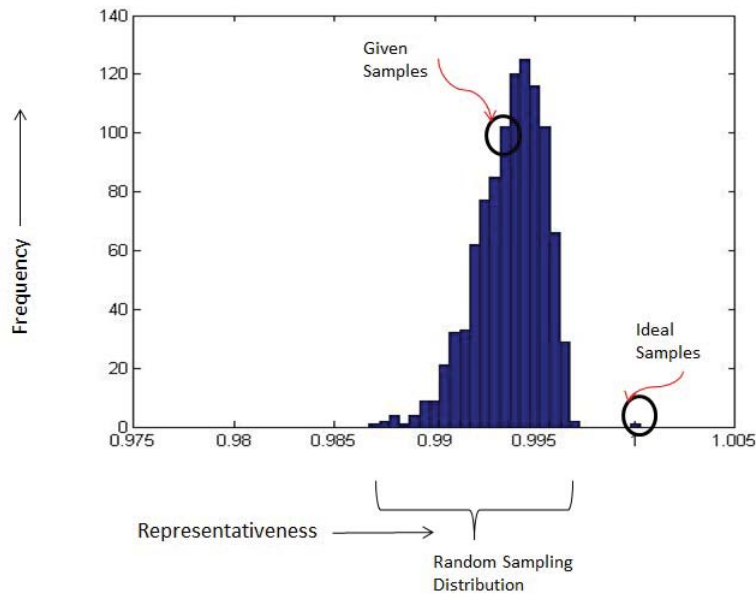 140
120
100
80
60
40
20
0
Given
Samples
Ideal
Samples
Frequency
0.975
0.98
0.985
0.99
0.995
1
1.005
Representativeness
Random Sampling
Distribution